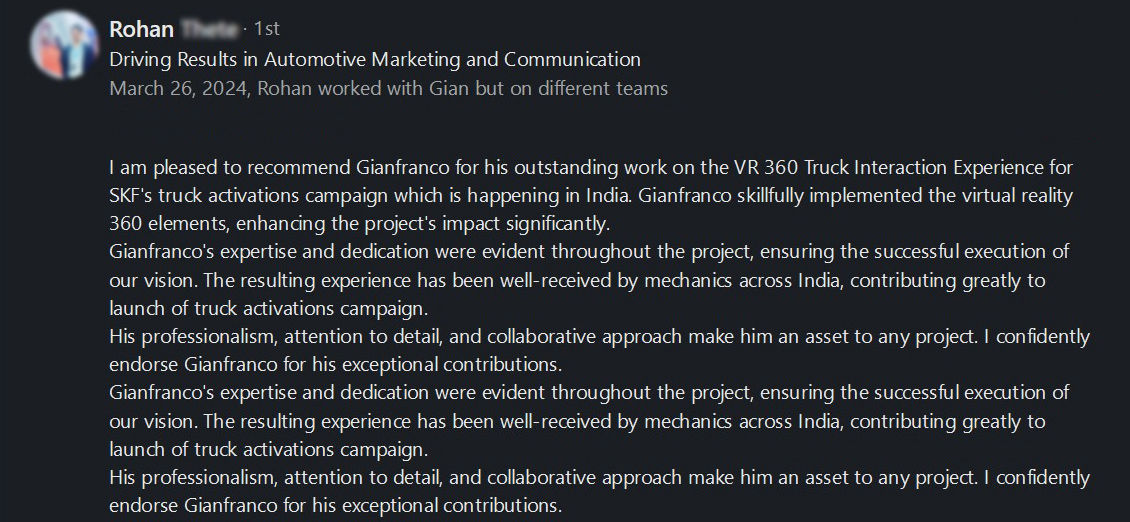 Rohan · 1st
Driving Results in Automotive Marketing and Communication
March 26, 2024, Rohan worked with Gian but on different teams
I am pleased to recommend Gianfranco for his outstanding work on the VR 360 Truck Interaction Experience for
SKF's truck activations campaign which is happening in India. Gianfranco skillfully implemented the virtual reality
360 elements, enhancing the project's impact significantly.
Gianfranco's expertise and dedication were evident throughout the project, ensuring the successful execution of
our vision. The resulting experience has been well-received by mechanics across India, contributing greatly to
launch of truck activations campaign.
His professionalism, attention to detail, and collaborative approach make him an asset to any project. I confidently
endorse Gianfranco for his exceptional contributions.
Gianfranco's expertise and dedication were evident throughout the project, ensuring the successful execution of
our vision. The resulting experience has been well-received by mechanics across India, contributing greatly to
launch of truck activations campaign.
His professionalism, attention to detail, and collaborative approach make him an asset to any project. I confidently
endorse Gianfranco for his exceptional contributions.